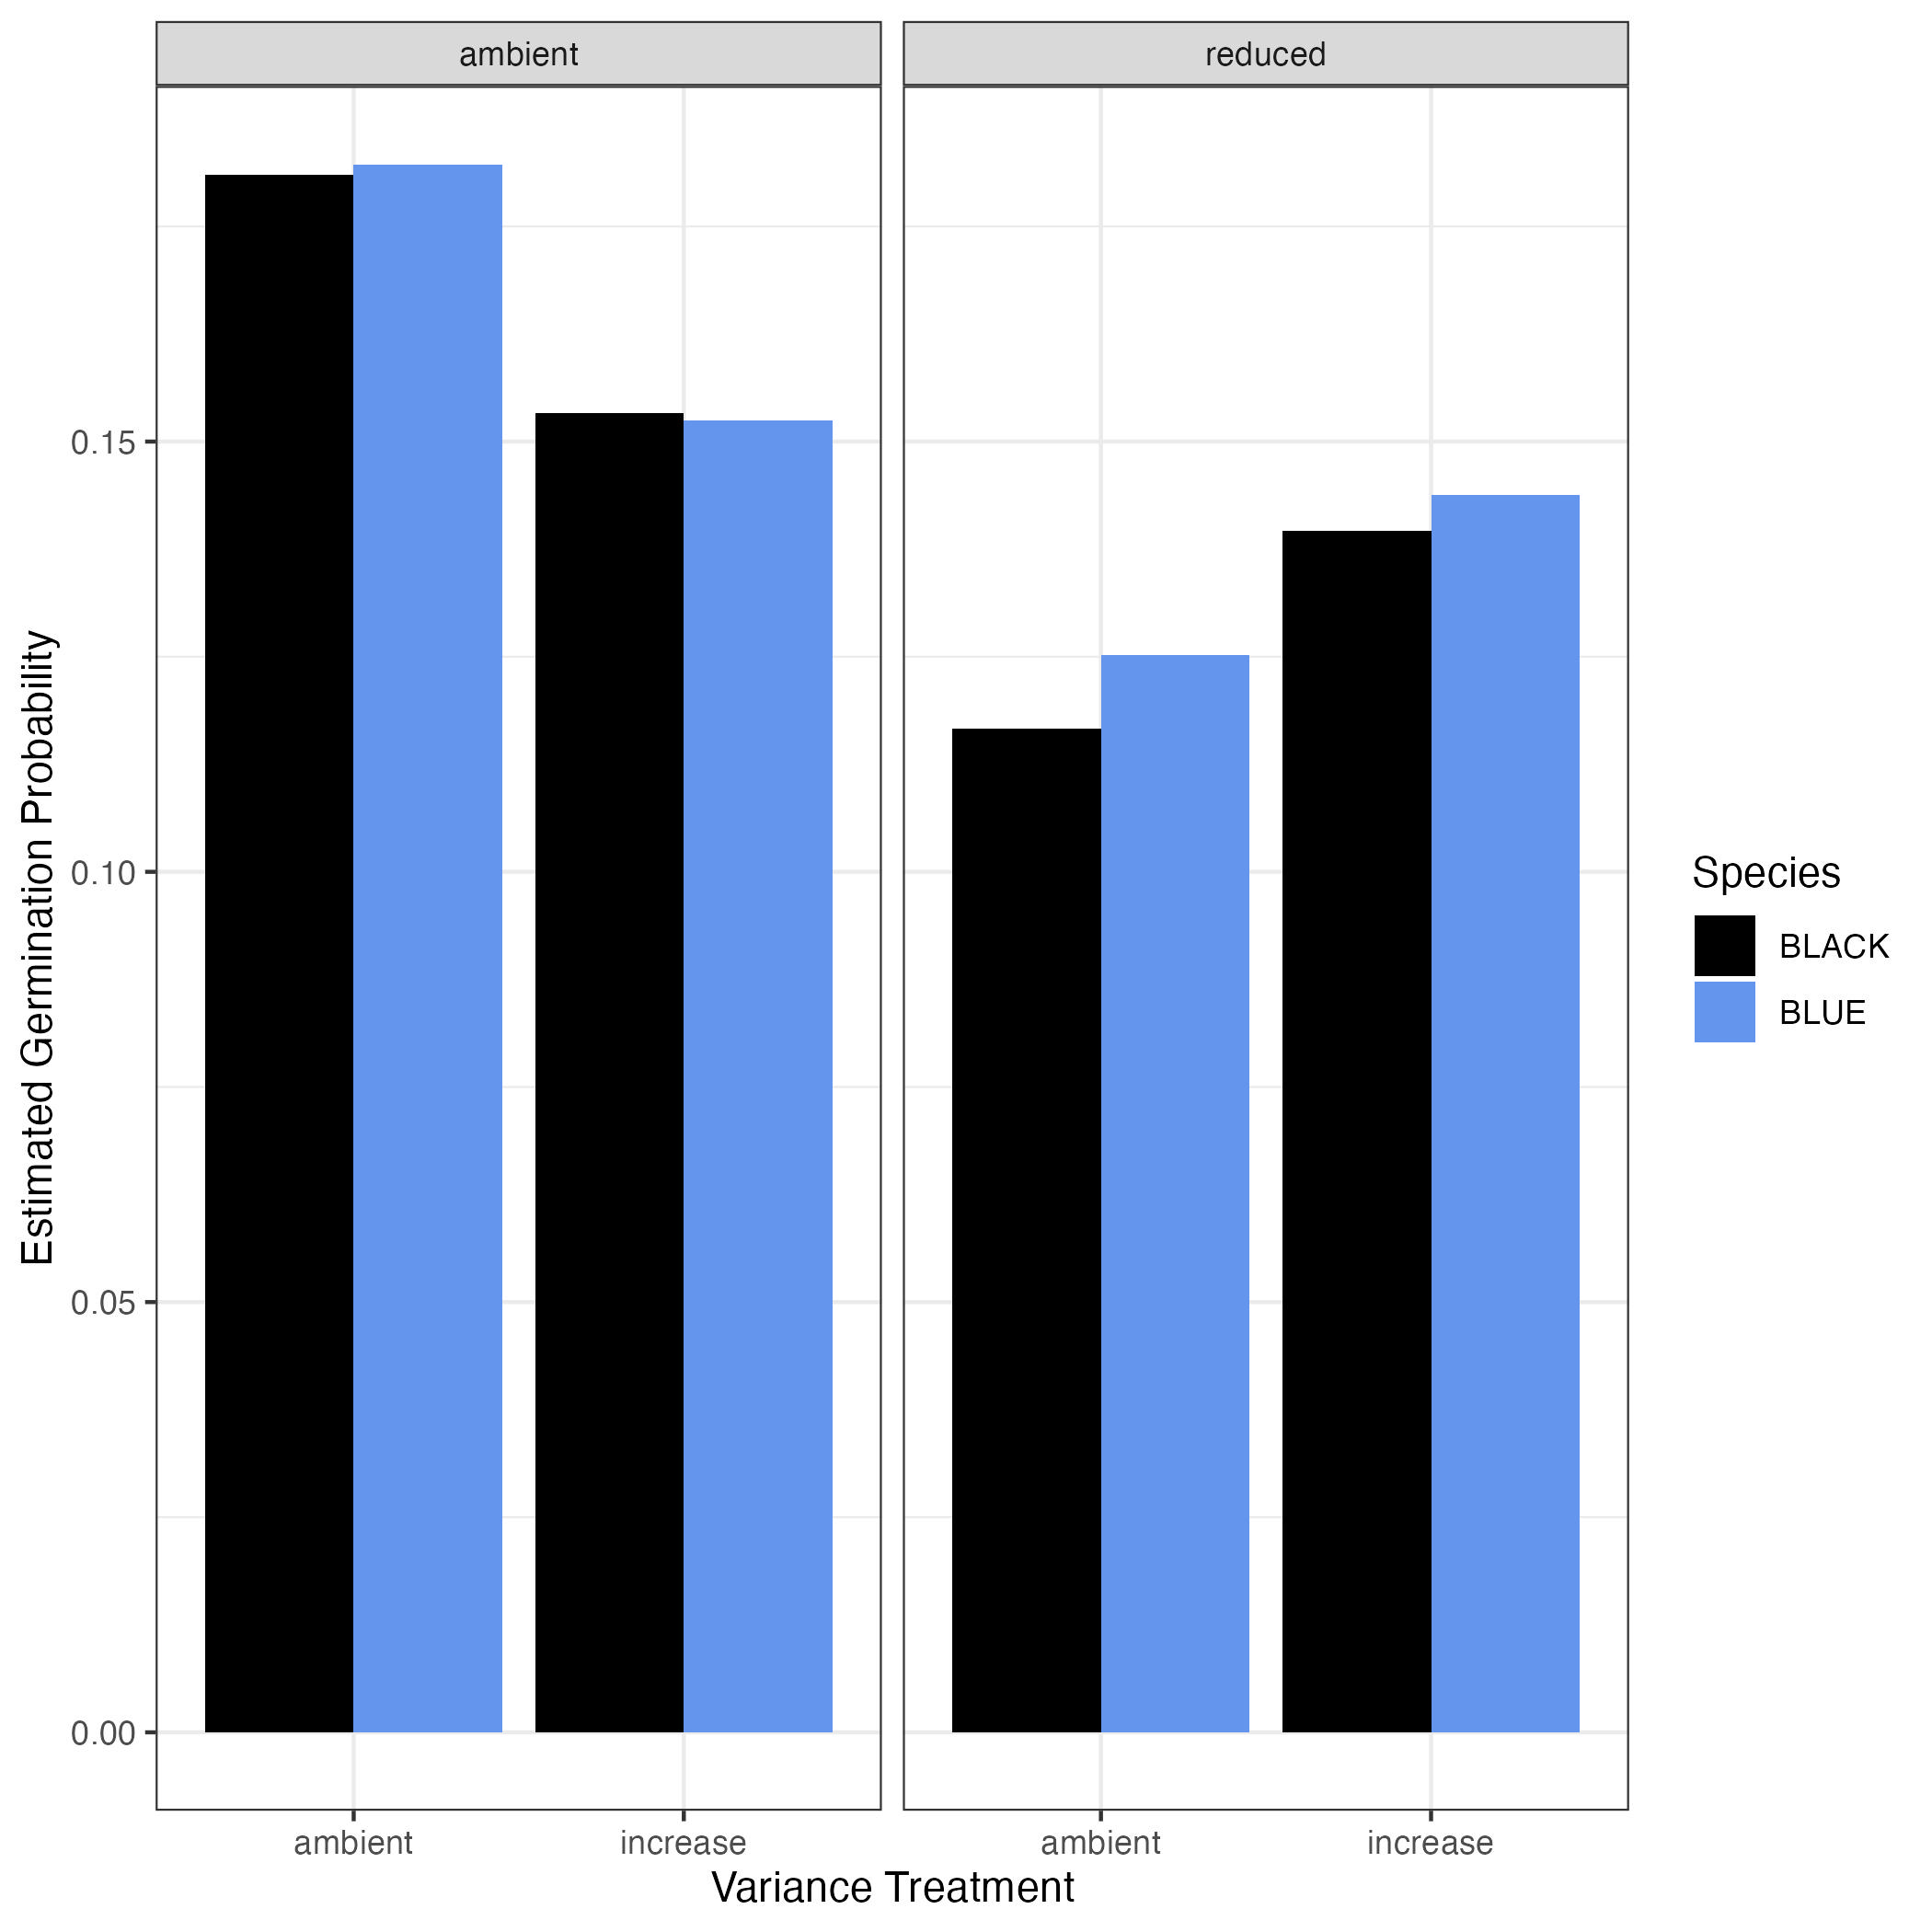 ambient
reduced
Estimated Germination Probability
0.15
0.10
0.05
0.00
ambient
increase
ambient
increase
Variance Treatment
Species
BLACK
BLUE